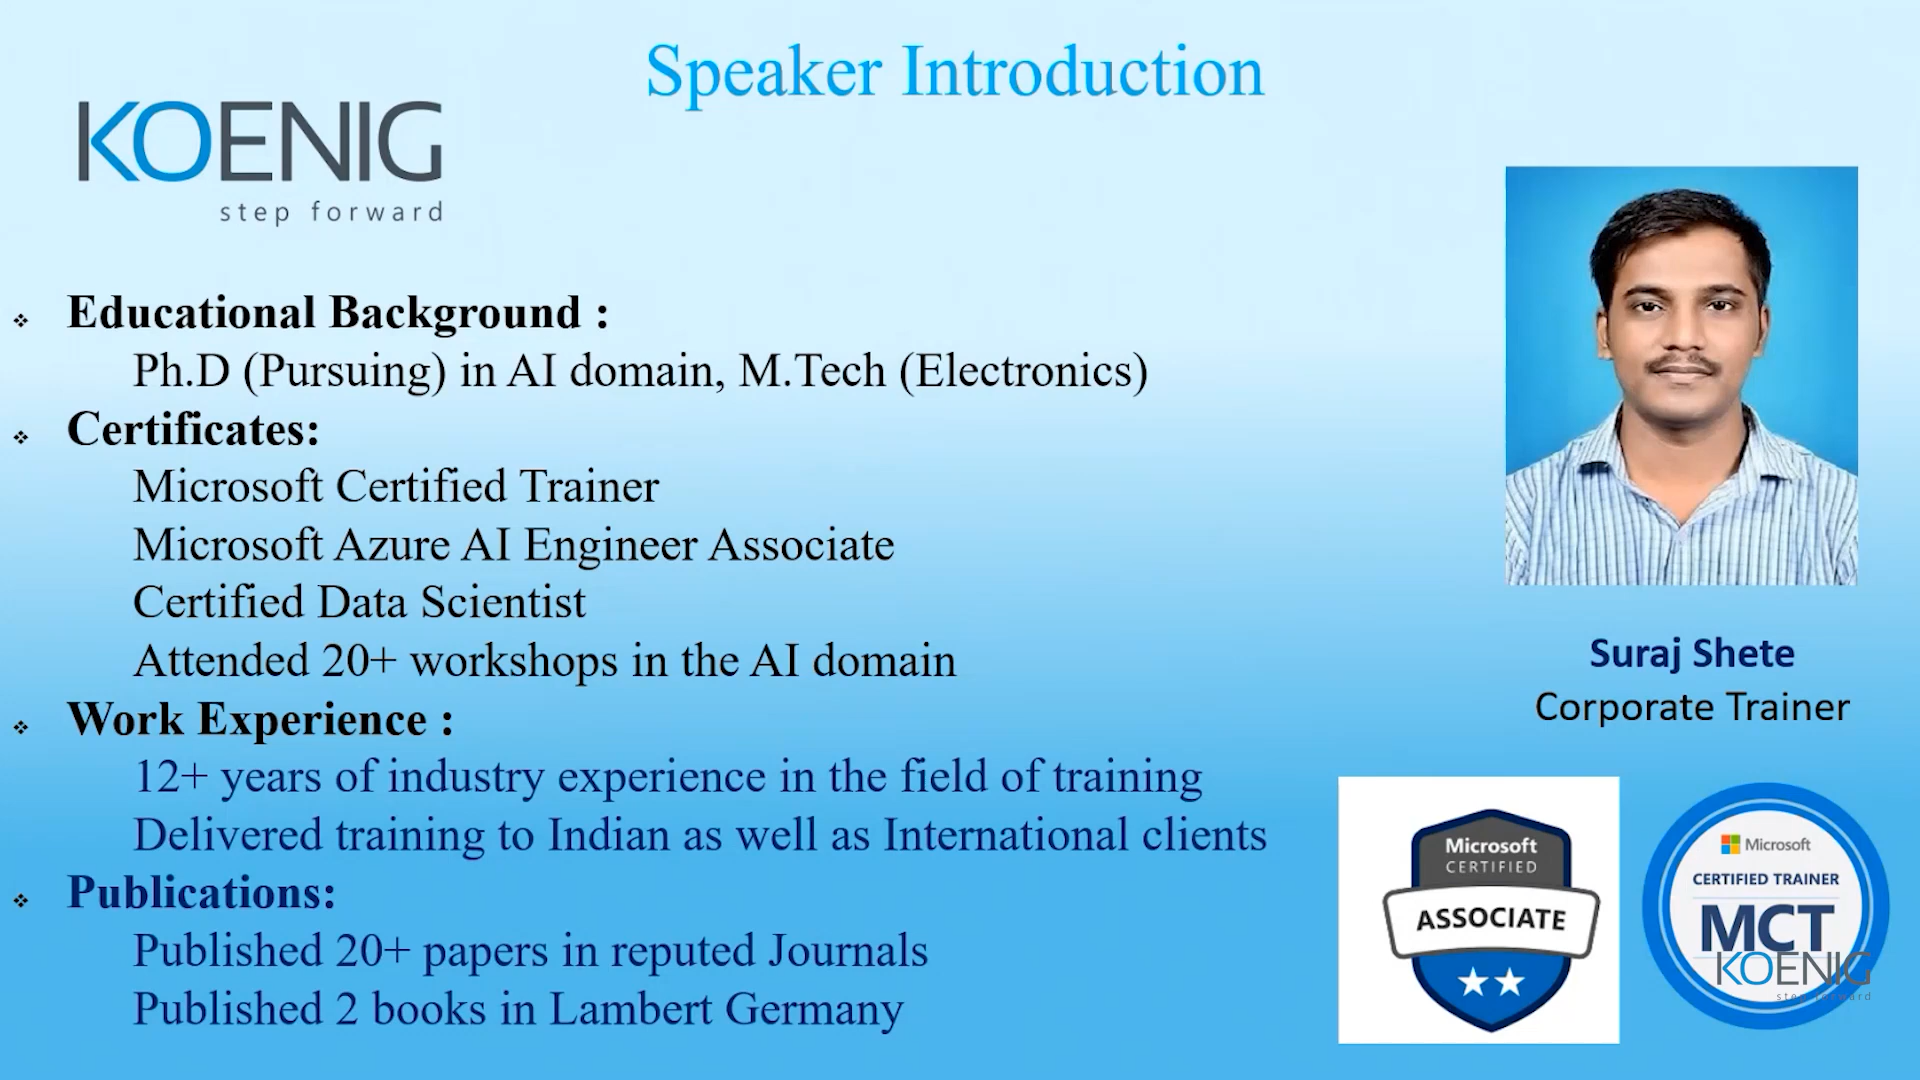 Speaker Introduction
KOENIG
step forward
❖ Educational Background :
Ph.D (Pursuing) in AI domain, M.Tech (Electronics)
❖ Certificates:
Microsoft Certified Trainer
Microsoft Azure AI Engineer Associate
Certified Data Scientist
Attended 20+ workshops in the AI domain
❖ Work Experience :
12+ years of industry experience in the field of training
Delivered training to Indian as well as International clients
❖ Publications:
Published 20+ papers in reputed Journals
Published 2 books in Lambert Germany
Suraj Shete
Corporate Trainer
Microsoft
CERTIFIED
ASSOCIATE
Microsoft
CERTIFIED TRAINER
MCT
KOENIG
step forward